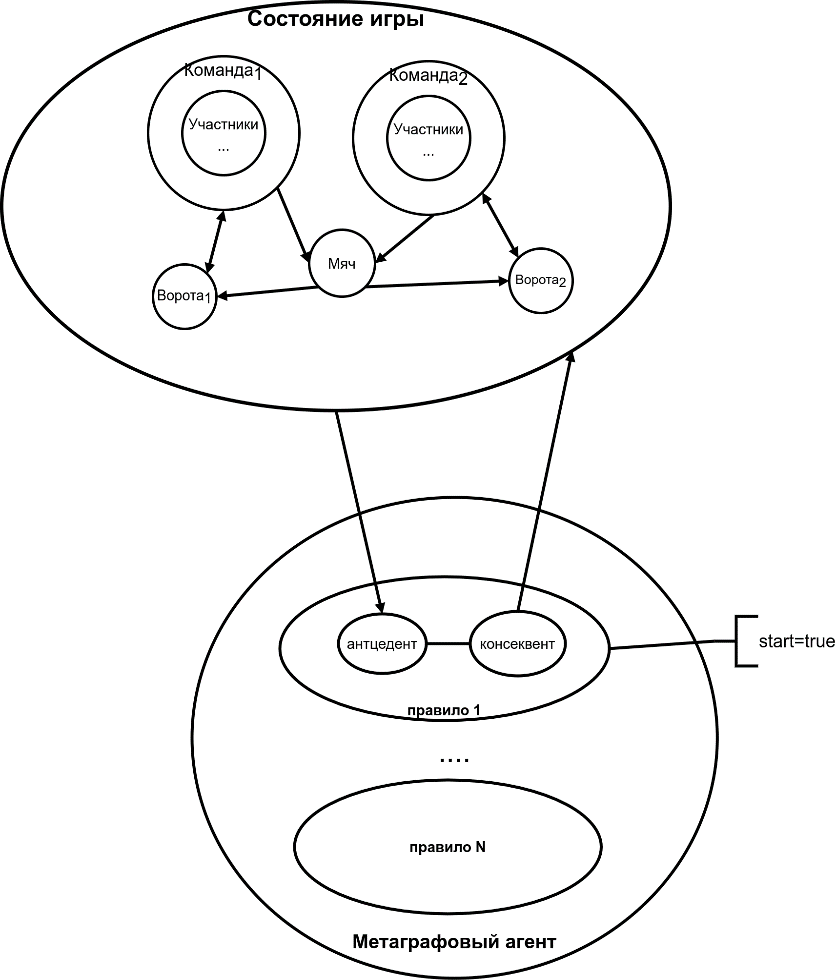 Состояние игры
Команда1
Команда2
Участники
...
Участники
...
Мяч
Ворота1
Ворота2
антцедент
консеквент
start=true
правило 1
....
правило N
Метаграфовый агент